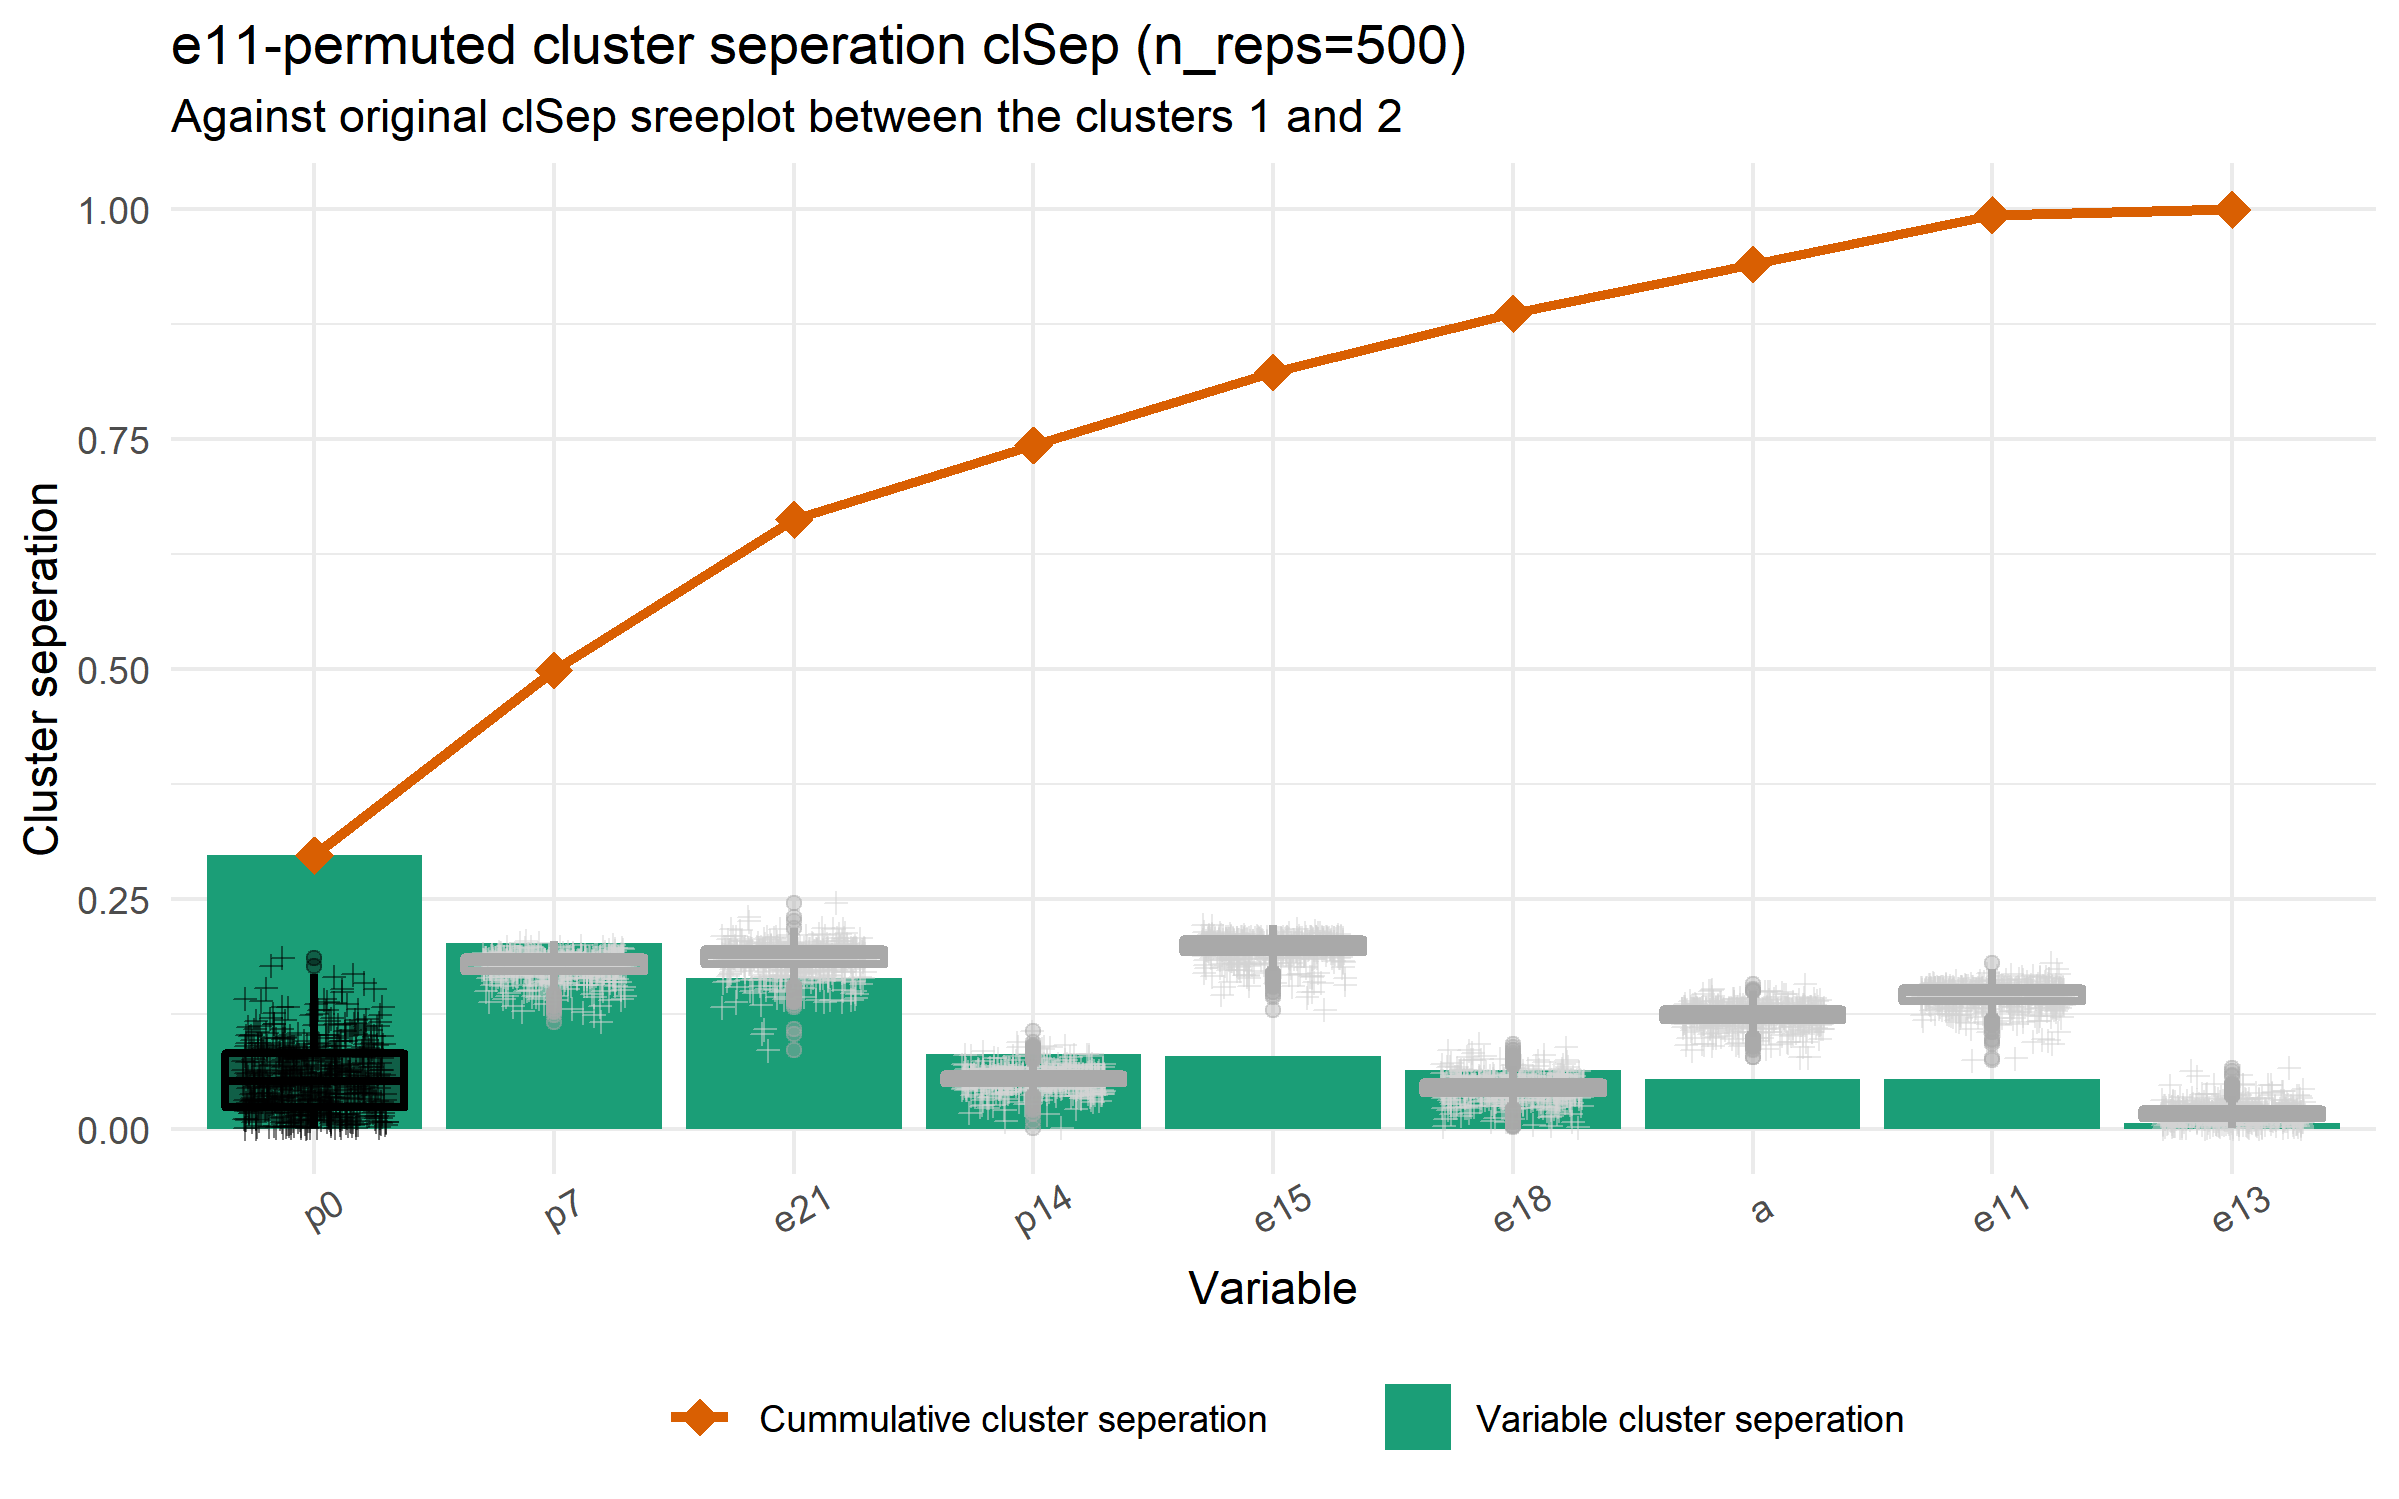 e11-permuted cluster seperation clSep (n_reps=500)
Against original clSep sreeplot between the clusters 1 and 2
Cluster seperation
1.00
0.75
0.50
0.25
0.00
p0 p7 e21 p14 e15 e18 a e11 e13
Variable
Cummulative cluster seperation Variable cluster seperation